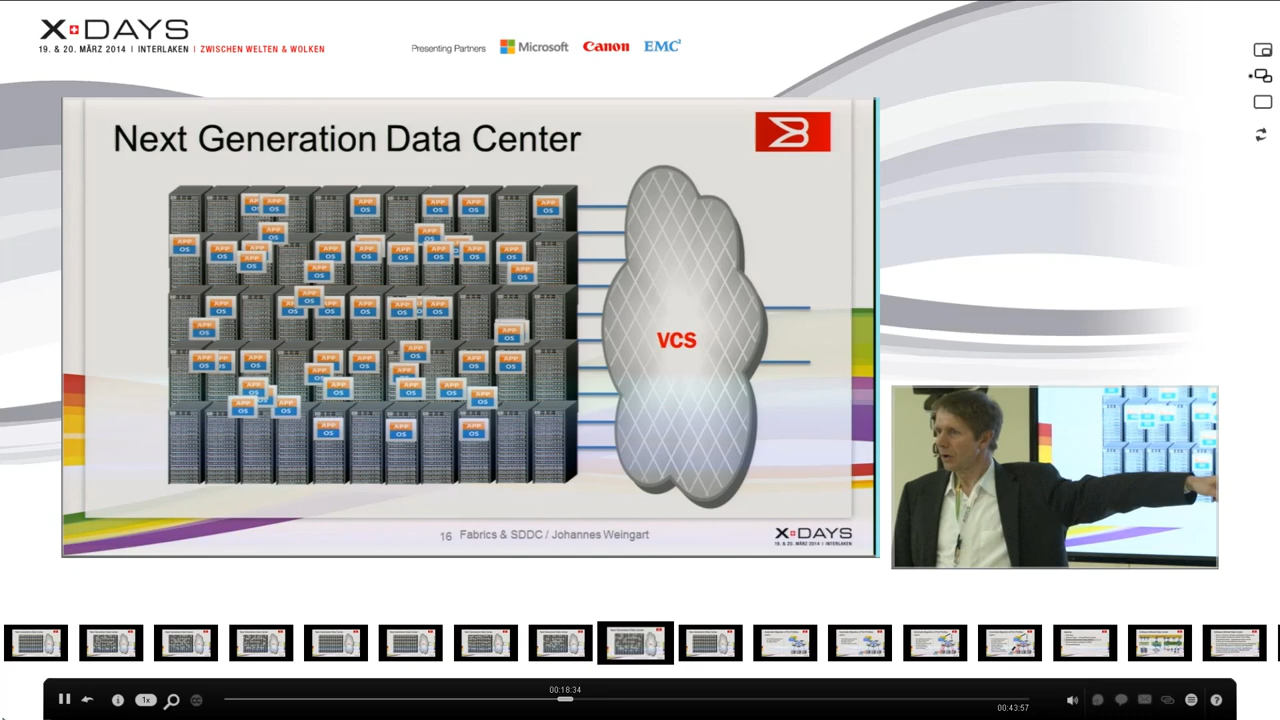 X+DAYS
19. & 20. MÄRZ 2014 | INTERLAKEN | ZWISCHEN WELTEN & WOLKEN
Presenting Partners Microsoft Canon EMC²
Next Generation Data Center
VCS
APP
OS
16 Fabrics & SDDC / Johannes Weingart
X+DAYS
19. & 20. MÄRZ 2014 | INTERLAKEN
1x
00:18:34
00:43:57